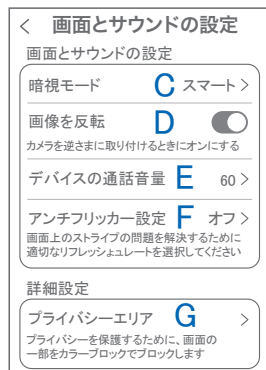 < 画面とサウンドの設定
画面とサウンドの設定
暗視モード C スマート >
画像を反転 D
カメラを逆さまに取り付けるときにオンにする
デバイスの通話音量 E 60 >
アンチフリッカー設定 F オフ >
画面上のストライプの問題を解決するために
適切なリフレッシュレートを選択してください
詳細設定
プライバシーエリア G >
プライバシーを保護するために、画面の
一部をカラーブロックでブロックします